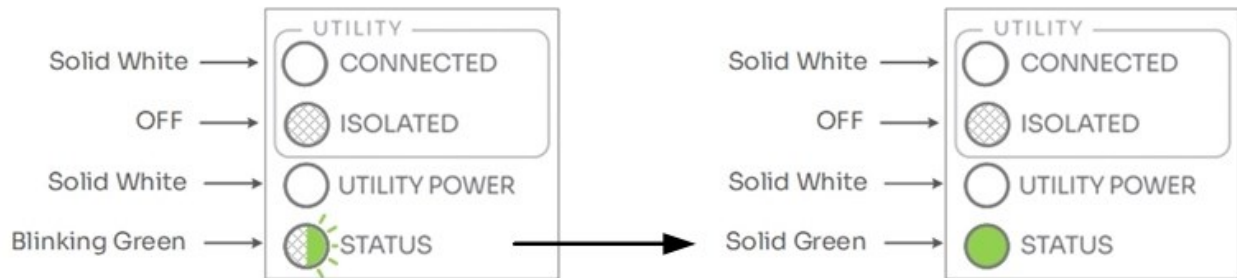 UTILITY
Solid White CONNECTED
OFF ISOLATED
Solid White UTILITY POWER
Blinking Green STATUS
UTILITY
Solid White CONNECTED
OFF ISOLATED
Solid White UTILITY POWER
Solid Green STATUS